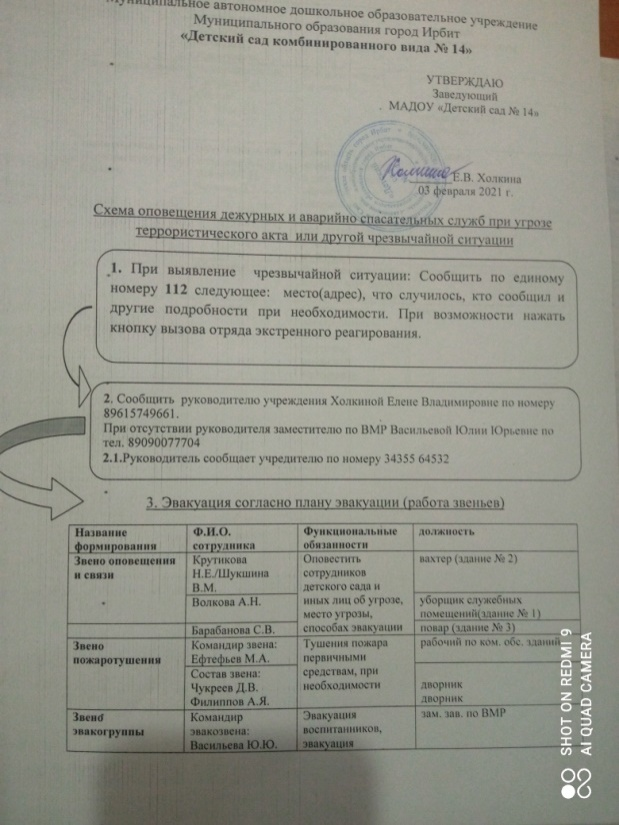 Муниципальное автономное дошкольное образовательное учреждение
Муниципального образования город Ирбит
«Детский сад комбинированного вида № 14»
УТВЕРЖДАЮ
Заведующий
МАДОУ «Детский сад № 14»
Е.В. Холкина
03 февраля 2021 г.
Схема оповещения дежурных и аварийно спасательных служб при угрозе
террористического акта или другой чрезвычайной ситуации
1. При выявление чрезвычайной ситуации: Сообщить по единому
номеру 112 следующее: место(адрес), что случилось, кто сообщил и
другие подробности при необходимости. При возможности нажать
кнопку вызова отряда экстренного реагирования.
2. Сообщить руководителю учреждения Холкиной Елене Владимировне по номеру
89615749661.
При отсутствии руководителя заместителю по ВМР Васильевой Юлии Юрьевне по
тел. 89090077704
2.1.Руководитель сообщает учредителю по номеру 34355 64532
3. Эвакуация согласно плану эвакуации (работа звеньев)
Название
формирования
Ф.И.О.
сотрудника
Функциональные
обязанности
должность
Звено оповещения
и связи
Крутикова
Н.Е./Шукшина
В.М.
Волкова А.Н.
Барабанова С.В.
Оповестить
сотрудников
детского сада и
иных лиц об угрозе,
место угрозы,
способах эвакуации
вахтер (здание № 2)
уборщик служебных
помещений(здание № 1)
повар (здание № 3)
Звено
пожаротушения
Командир звена:
Ефтефьев М.А.
Состав звена:
Чукреев Д.В.
Филиппов А.Я.
Тушения пожара
первичными
средствам, при
необходимости
рабочий по ком. обс. зданий
дворник
дворник
Звено
эвакогруппы
Командир
эвакозвена:
Васильева Ю.Ю.
Эвакуация
воспитанников,
эвакуация
зам. зав. по ВМР
SHOT ON REDMI 9
AI QUAD CAMERA